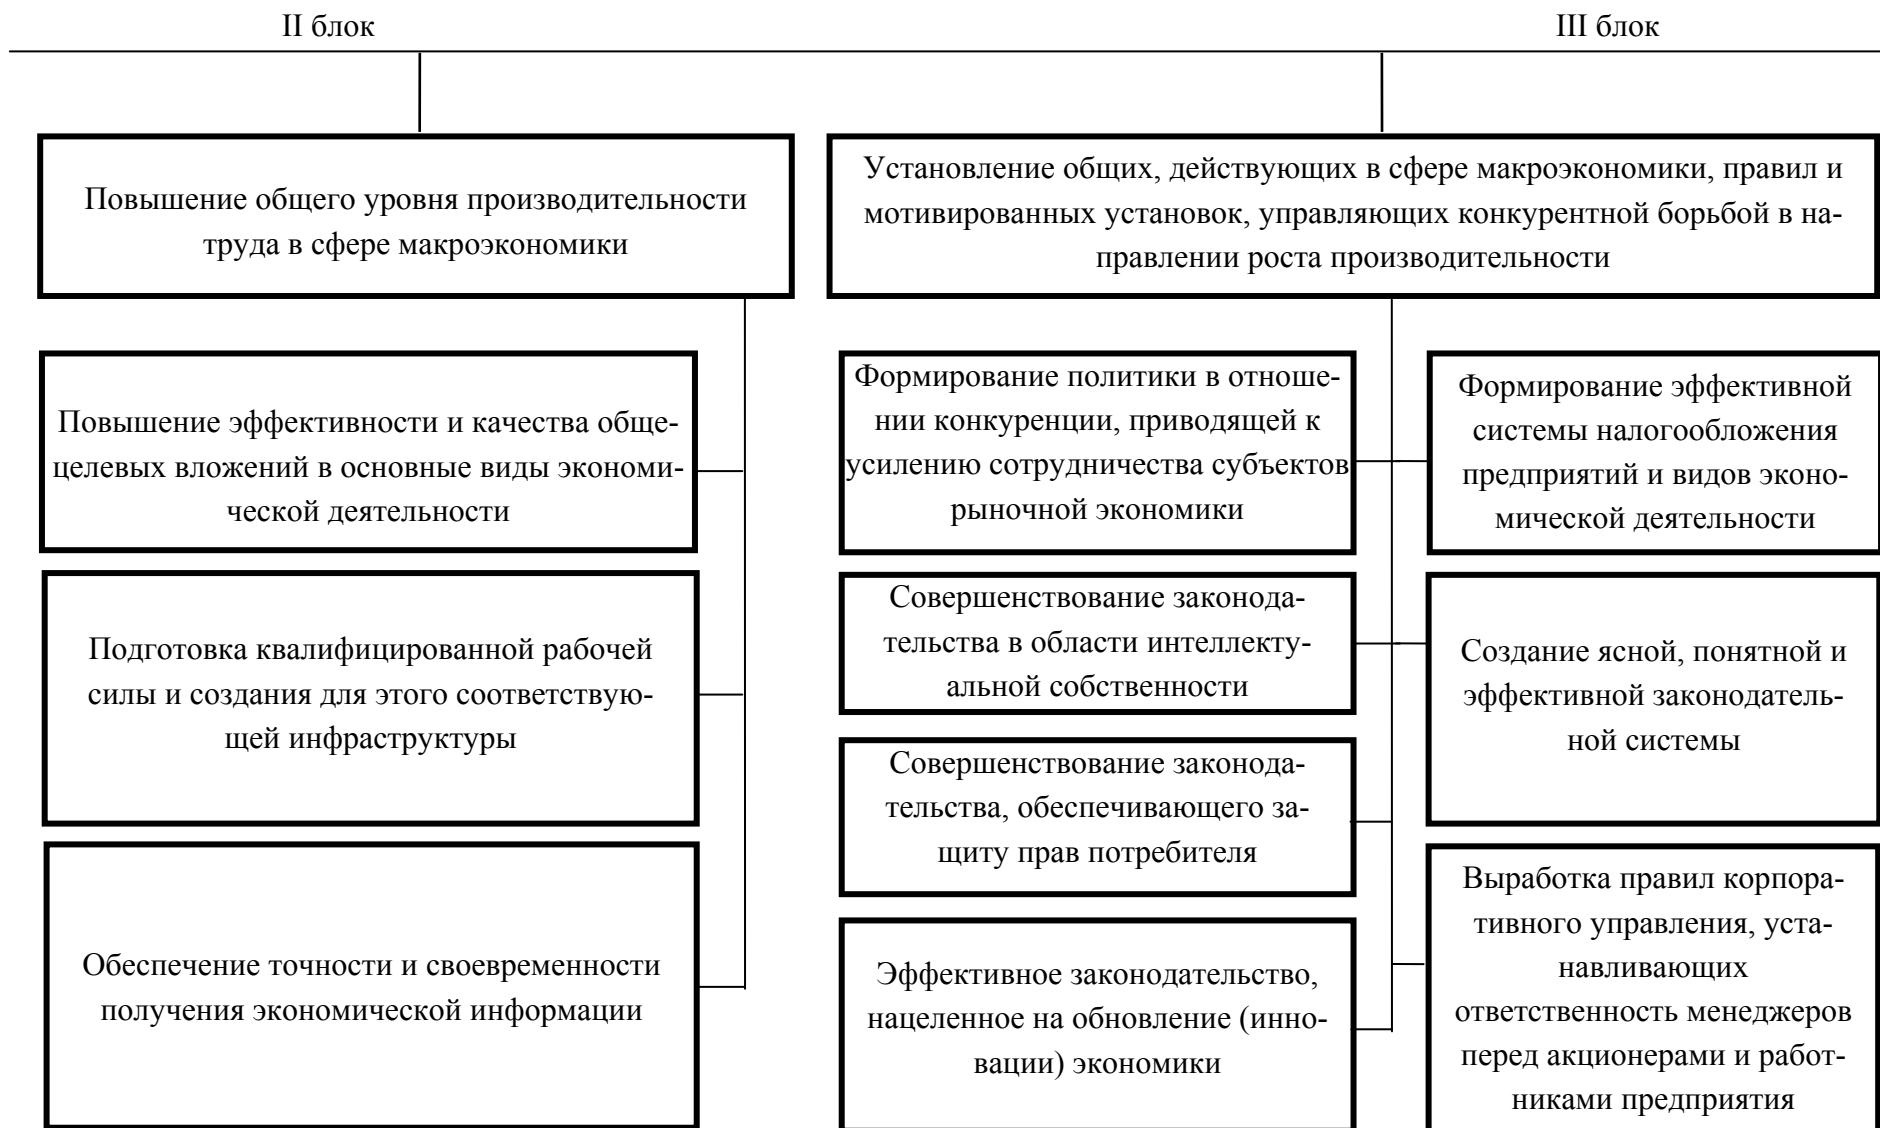 II блок
III блок
Повышение общего уровня производительности
труда в сфере макроэкономики
Установление общих, действующих в сфере макроэкономики, правил и
мотивированных установок, управляющих конкурентной борьбой в на-
правлении роста производительности
Повышение эффективности и качества обще-
целевых вложений в основные виды экономи-
ческой деятельности
Подготовка квалифицированной рабочей
силы и создания для этого соответствую-
щей инфраструктуры
Обеспечение точности и своевременности
получения экономической информации
Формирование политики в отноше-
нии конкуренции, приводящей к
усилению сотрудничества субъектов
рыночной экономики
Совершенствование законода-
тельства в области интеллекту-
альной собственности
Совершенствование законода-
тельства, обеспечивающего за-
щиту прав потребителя
Эффективное законодательство,
нацеленное на обновление (инно-
вации) экономики
Формирование эффективной
системы налогообложения
предприятий и видов эконо-
мической деятельности
Создание ясной, понятной и
эффективной законодатель-
ной системы
Выработка правил корпора-
тивного управления, уста-
навливающих
ответственность менеджеров
перед акционерами и работ-
никами предприятия